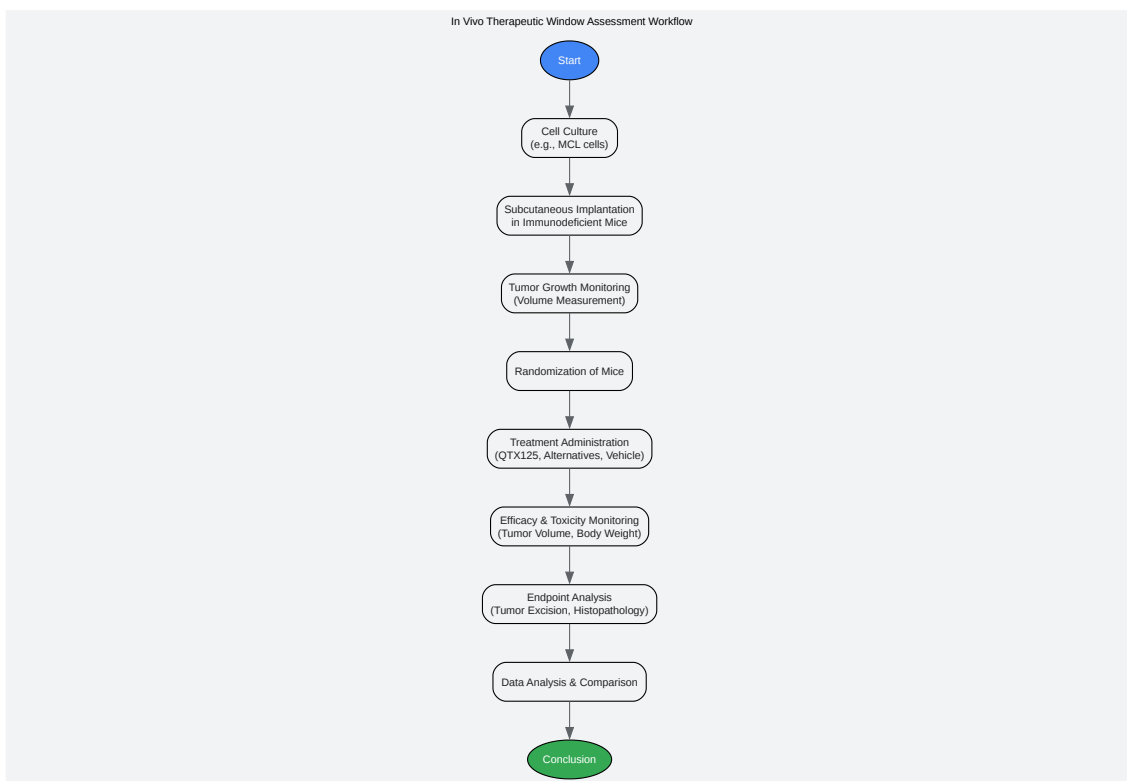 In Vivo Therapeutic Window Assessment Workflow
Start
Cell Culture
(e.g., MCL cells)
Subcutaneous Implantation
in Immunodeficient Mice
Tumor Growth Monitoring
(Volume Measurement)
Randomization of Mice
Treatment Administration
(QTX125, Alternatives, Vehicle)
Efficacy & Toxicity Monitoring
(Tumor Volume, Body Weight)
Endpoint Analysis
(Tumor Excision, Histopathology)
Data Analysis & Comparison
Conclusion